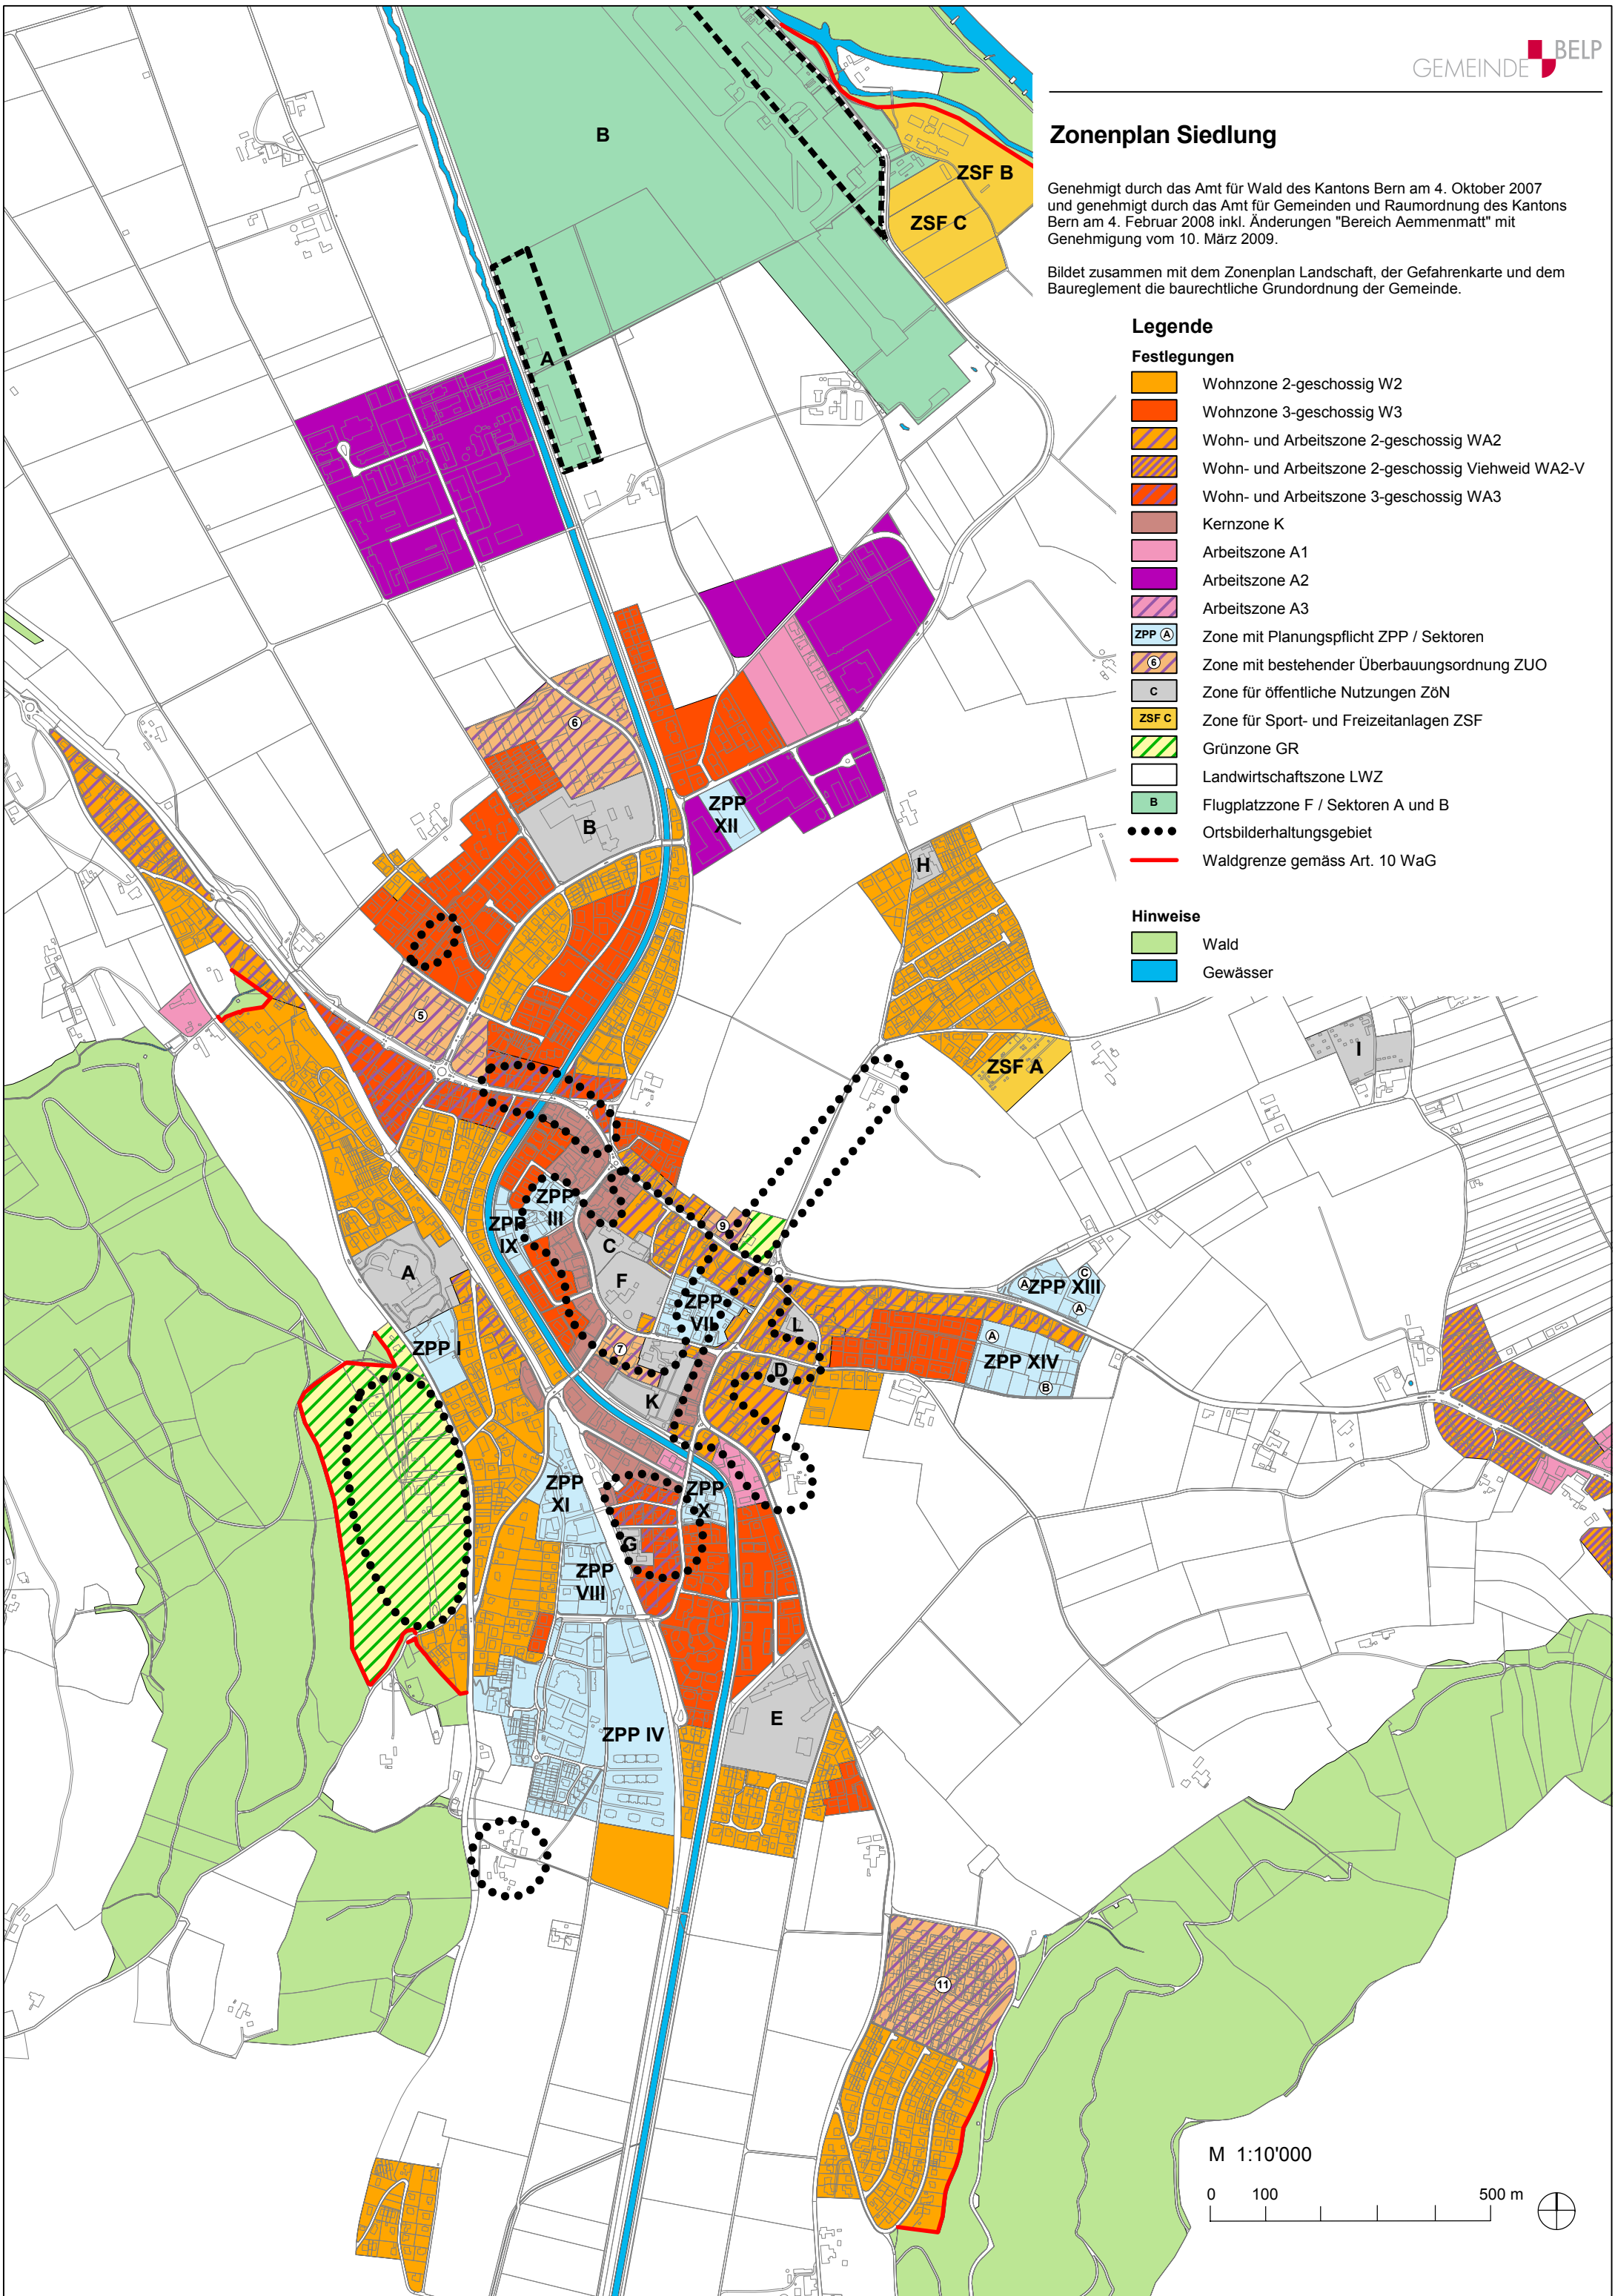 GEMEINDE BELP
Zonenplan Siedlung
Genehmigt durch das Amt für Wald des Kantons Bern am 4. Oktober 2007
und genehmigt durch das Amt für Gemeinden und Raumordnung des Kantons
Bern am 4. Februar 2008 inkl. Änderungen "Bereich Aemmenmatt" mit
Genehmigung vom 10. März 2009.
Bildet zusammen mit dem Zonenplan Landschaft, der Gefahrenkarte und dem
Baureglement die baurechtliche Grundordnung der Gemeinde.
Legende
Festlegungen
Wohnzone 2-geschossig W2
Wohnzone 3-geschossig W3
Wohn- und Arbeitszone 2-geschossig WA2
Wohn- und Arbeitszone 2-geschossig Viehweid WA2-V
Wohn- und Arbeitszone 3-geschossig WA3
Kernzone K
Arbeitszone A1
Arbeitszone A2
Arbeitszone A3
ZPP A Zone mit Planungspflicht ZPP / Sektoren
6 Zone mit bestehender Überbauungsordnung ZUO
C Zone für öffentliche Nutzungen ZöN
ZSF C Zone für Sport- und Freizeitanlagen ZSF
Grünzone GR
Landwirtschaftszone LWZ
B Flugplatzzone F / Sektoren A und B
Ortsbilderhaltungsgebiet
Waldgrenze gemäss Art. 10 WaG
Hinweise
Wald
Gewässer
B
ZSF B
ZSF C
A
6
ZPP
XII
B
H
5
ZSF A
I
ZPP
III
ZPP
IX
9
C
A
F
C
A
ZPP XIII
A
ZPP
VII
L
A
ZPP I
7
ZPP XIV
D
B
K
ZPP
XI
ZPP
X
G
ZPP
VIII
E
ZPP IV
11
M 1:10'000
0 100 500 m